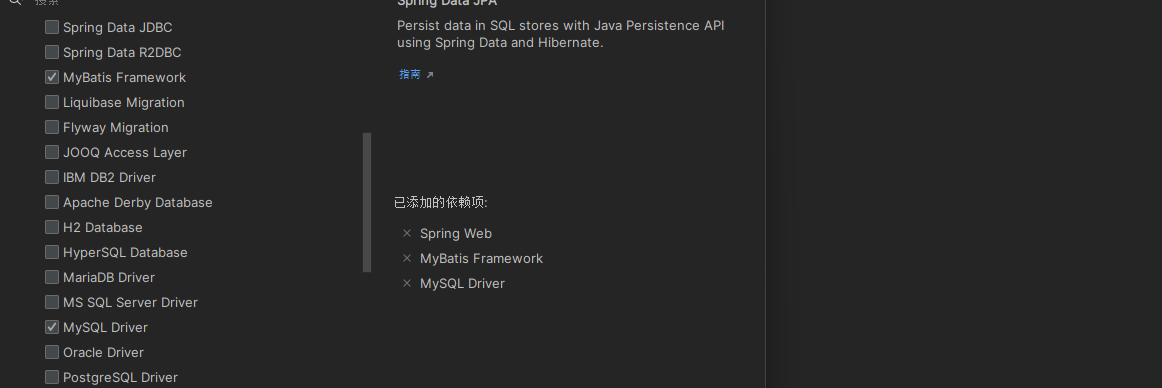 搜索
Spring Data JDBC
Spring Data R2DBC
MyBatis Framework
Liquibase Migration
Flyway Migration
JOOQ Access Layer
IBM DB2 Driver
Apache Derby Database
H2 Database
HyperSQL Database
MariaDB Driver
MS SQL Server Driver
MySQL Driver
Oracle Driver
PostgreSQL Driver
Spring Data JPA
Persist data in SQL stores with Java Persistence API
using Spring Data and Hibernate.
指南
已添加的依赖项:
Spring Web
MyBatis Framework
MySQL Driver